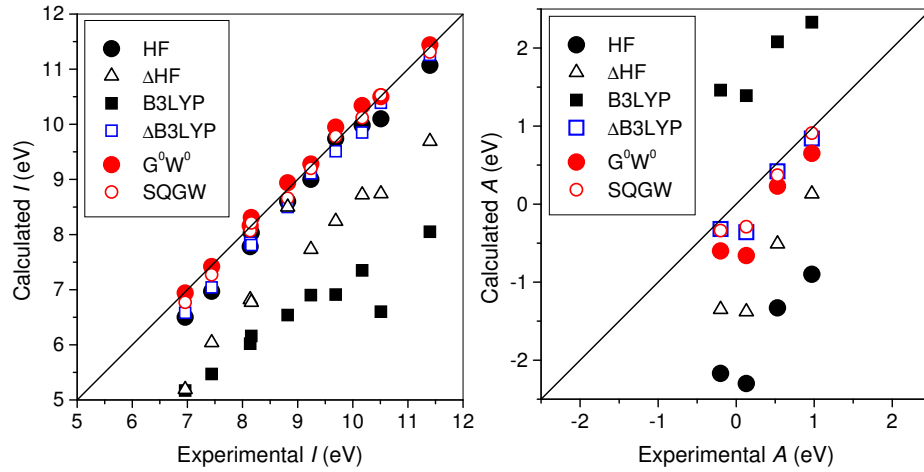 12
11
10
9
8
7
6
5
Calculated I (eV)
HF
ΔHF
B3LYP
ΔB3LYP
G⁰W⁰
SQGW
5 6 7 8 9 10 11 12
Experimental I (eV)
2
1
0
-1
-2
Calculated A (eV)
HF
ΔHF
B3LYP
ΔB3LYP
G⁰W⁰
SQGW
-2 -1 0 1 2
Experimental A (eV)